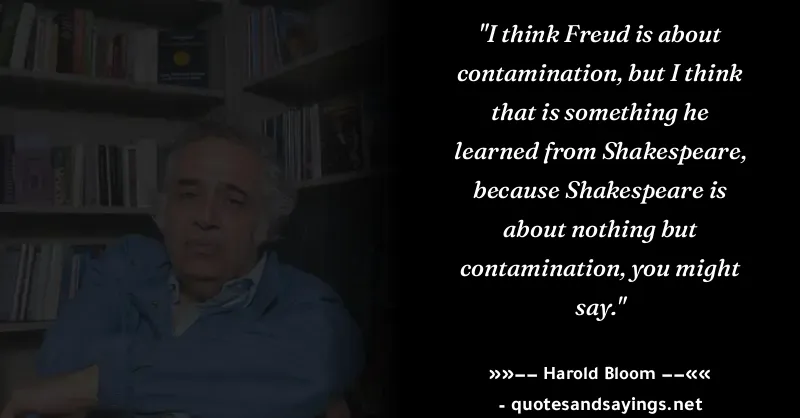 "I think Freud is about
contamination, but I think
that is something he
learned from Shakespeare,
because Shakespeare is
about nothing but
contamination, you might
say."
»»−− Harold Bloom −−««
- quotesandsayings.net